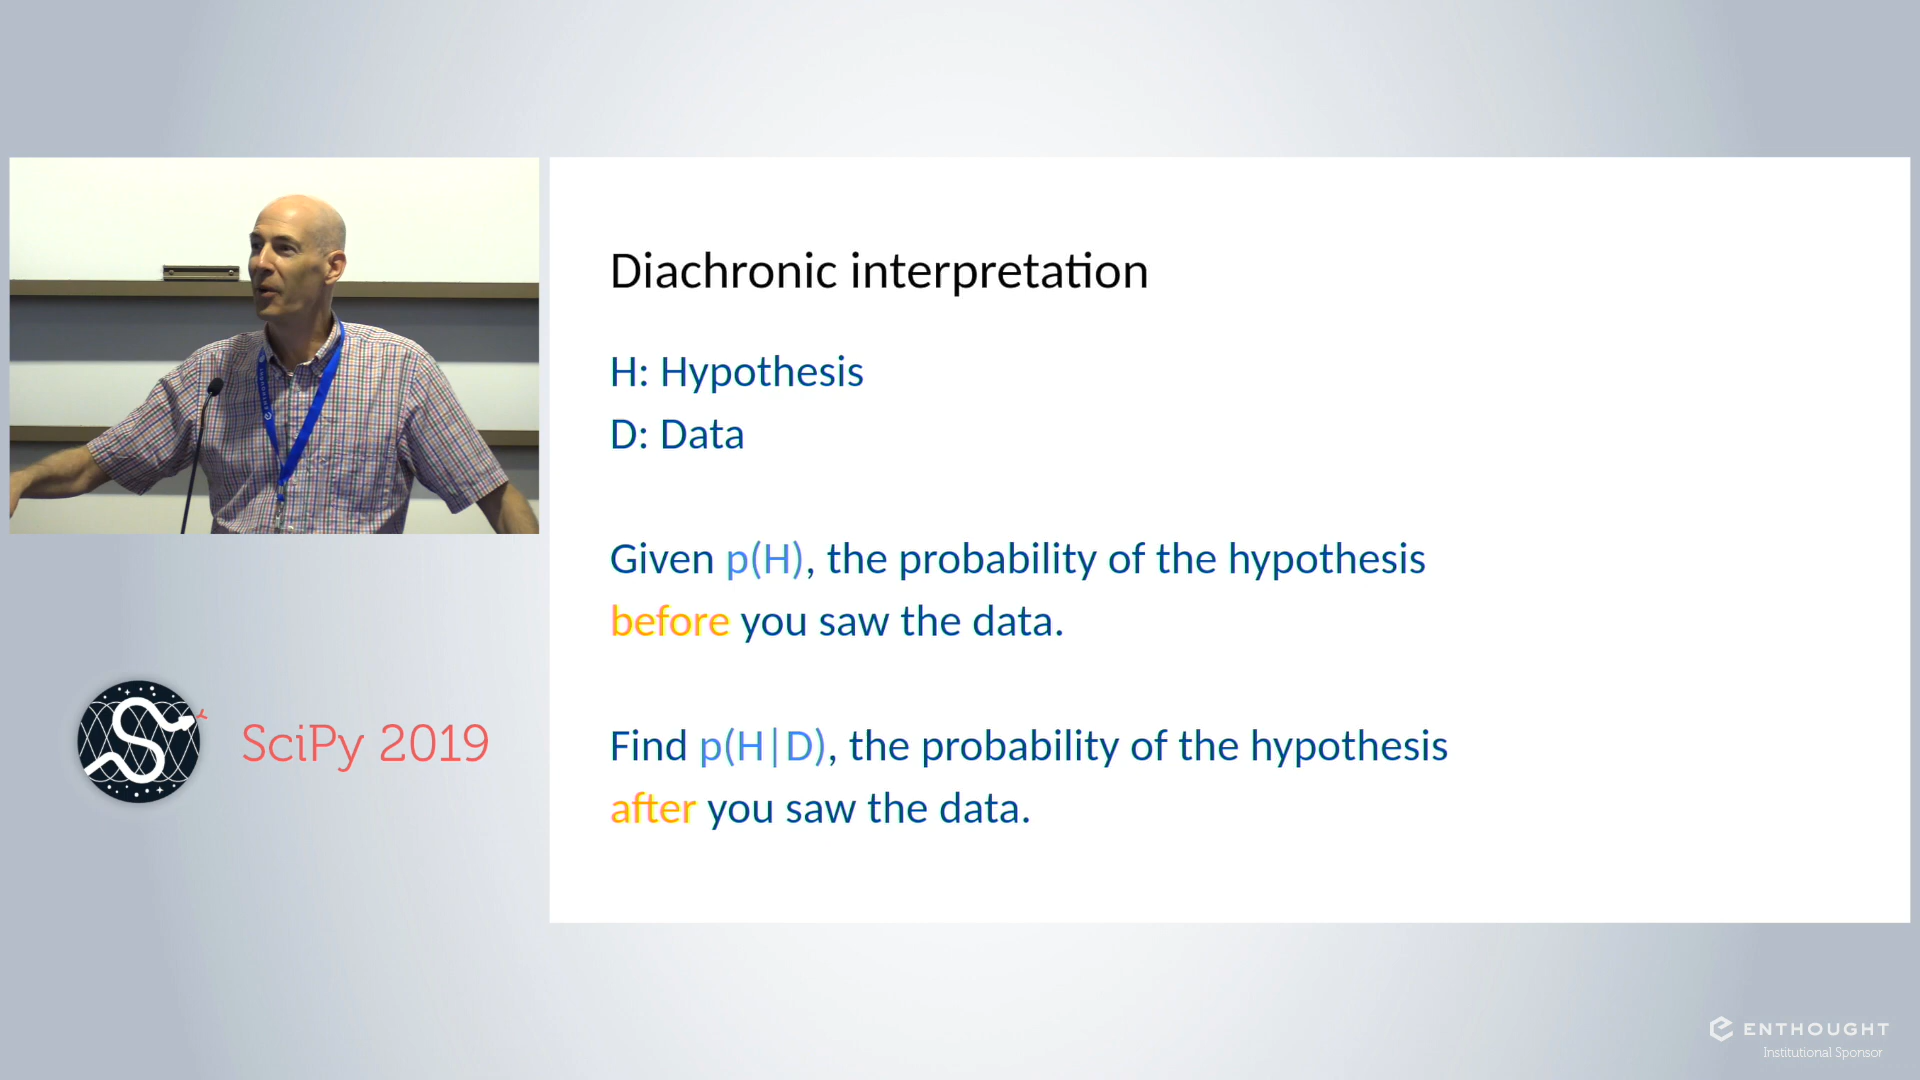 Diachronic interpretation
H: Hypothesis
D: Data
Given p(H), the probability of the hypothesis
before you saw the data.
Find p(H|D), the probability of the hypothesis
after you saw the data.
SciPy 2019
ENTHOUGHT
Institutional Sponsor